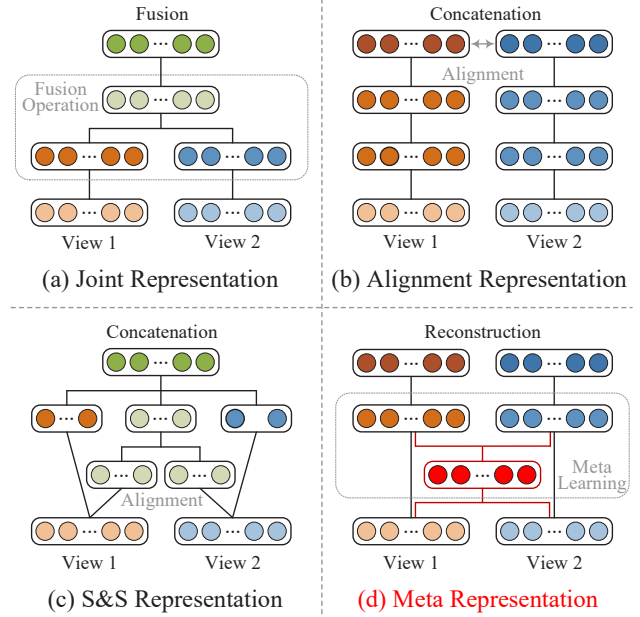 Fusion
Fusion
Operation
View 1
View 2
(a) Joint Representation
Concatenation
Alignment
View 1
View 2
(b) Alignment Representation
Concatenation
Alignment
View 1
View 2
(c) S&S Representation
Reconstruction
Meta
Learning
View 1
View 2
(d) Meta Representation